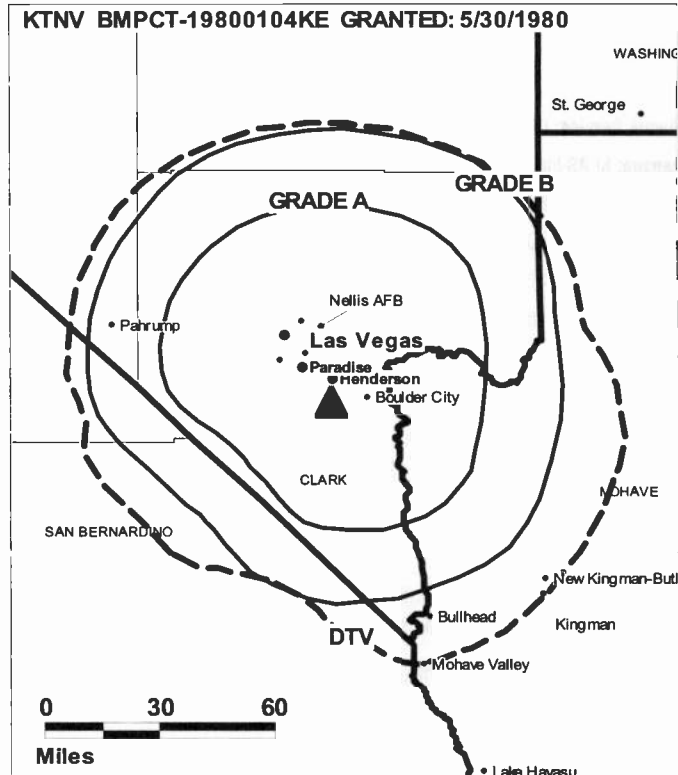 KTNV BMPCT-19800104KE GRANTED: 5/30/1980
WASHING
St. George
GRADE B
GRADE A
Nellis AFB
Pahrump
Las Vegas
Paradise
Henderson
Boulder City
CLARK
MOHAVE
SAN BERNARDINO
New Kingman-Butl
Bullhead
Kingman
DTV
Mohave Valley
0 30 60
Miles
Lake Havasu